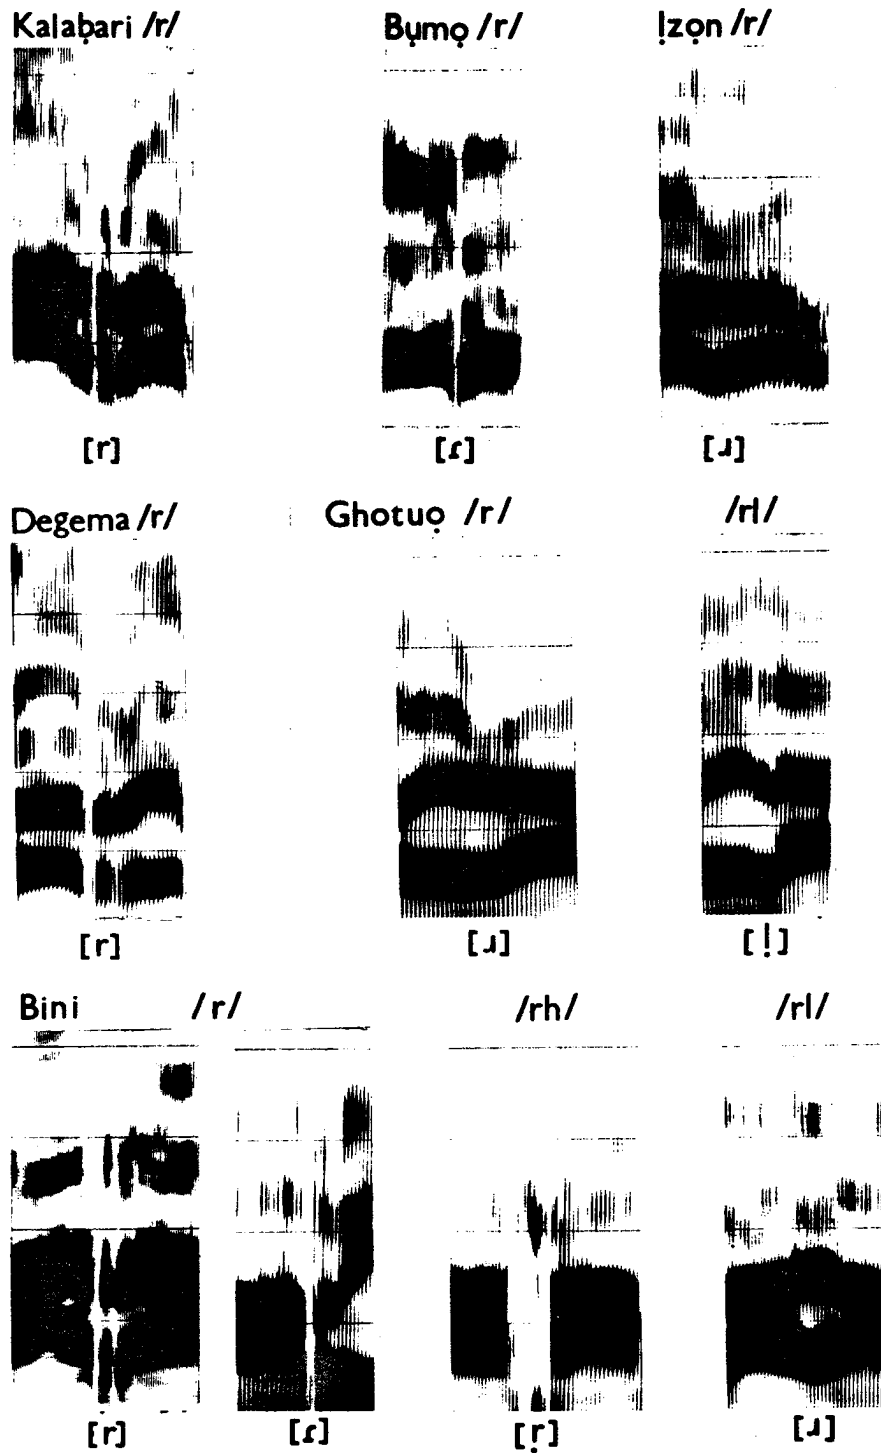 Kalaḅari /r/ Bụmọ /r/ Ịzọn /r/
[r] [ɾ] [ɹ]
Degema /r/ Ghotuọ /r/ /rl/
[r] [ɹ]
Bini /r/ /rh/ /rl/
[r] [ɾ] [ṛ] [ɹ]